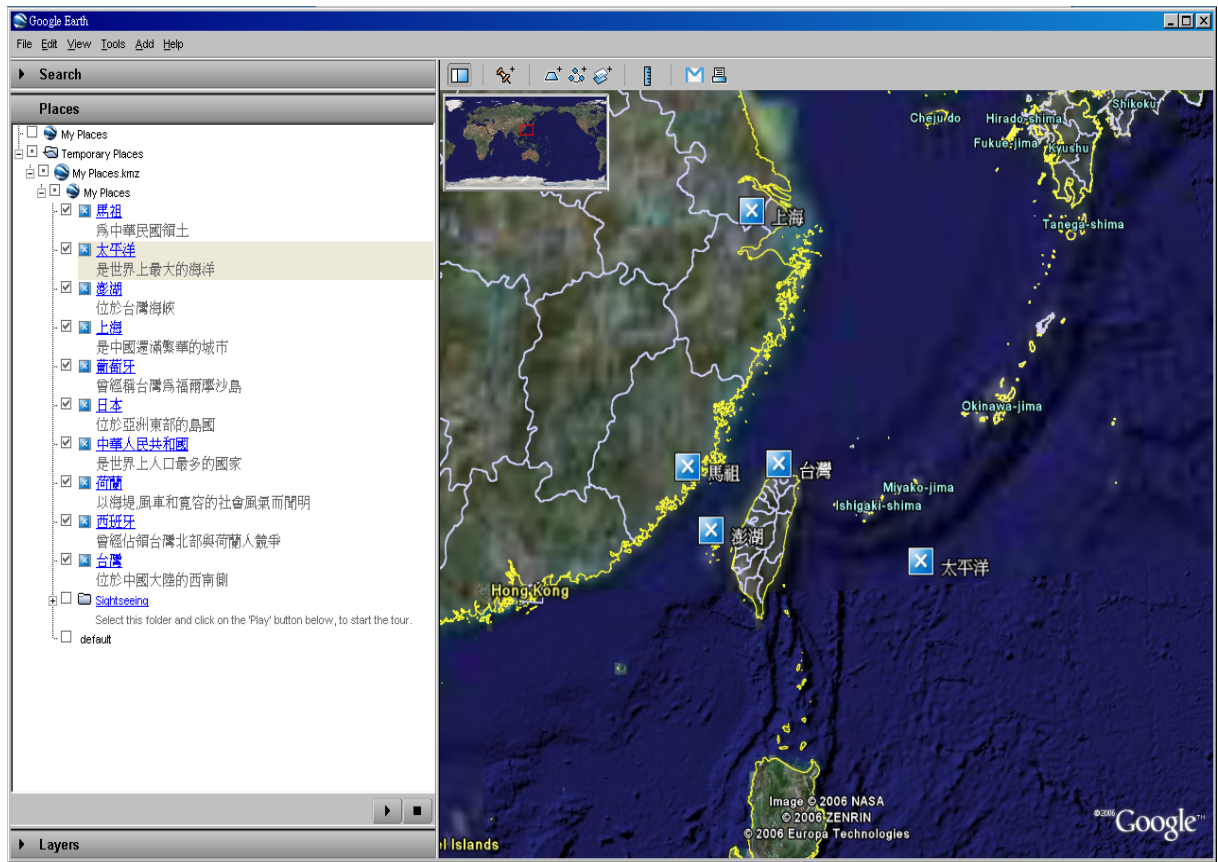 Google Earth
File Edit View Tools Add Help
Search
Places
My Places
Temporary Places
My Places.kmz
My Places
馬祖
為中華民國領土
太平洋
是世界上最大的海洋
澎湖
位於台灣海峽
上海
是中國還滿繁華的城市
葡萄牙
曾經稱台灣為福爾摩沙島
日本
位於亞洲東部的島國
中華人民共和國
是世界上人口最多的國家
荷蘭
以海堤,風車和寬容的社會風氣而聞明
西班牙
曾經佔領台灣北部與荷蘭人競爭
台灣
位於中國大陸的西南側
Sightseeing
Select this folder and click on the 'Play' button below, to start the tour.
default
Layers
Shikoku
Cheju do
Hirado-shima
Fukue-jima
Kyushu
上海
Tanega-shima
Okinawa-jima
馬祖
台灣
Miyako-jima
Ishigaki-shima
澎湖
太平洋
Hong Kong
Image © 2006 NASA
© 2006 ZENRIN
© 2006 Europa Technologies
©2006 Google™
el Islands